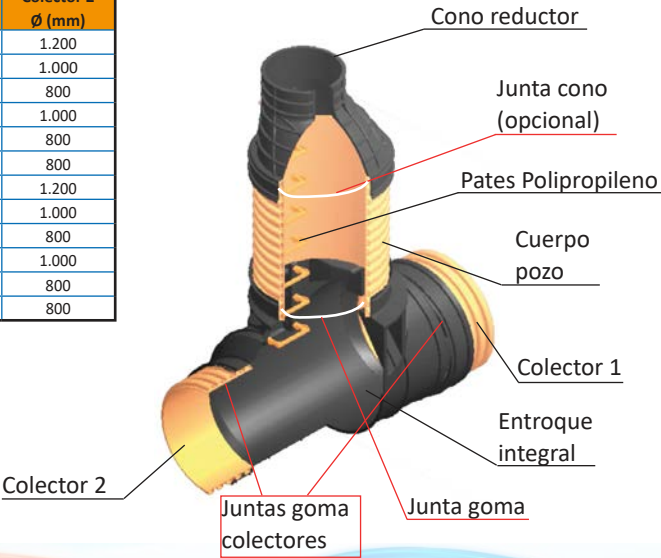 Ø (mm)
1.200
1.000
800
1.000
800
800
1.200
1.000
800
1.000
800
800
Cono reductor
Junta cono
(opcional)
Pates Polipropileno
Cuerpo
pozo
Colector 1
Entroque
integral
Colector 2
Juntas goma
colectores
Junta goma